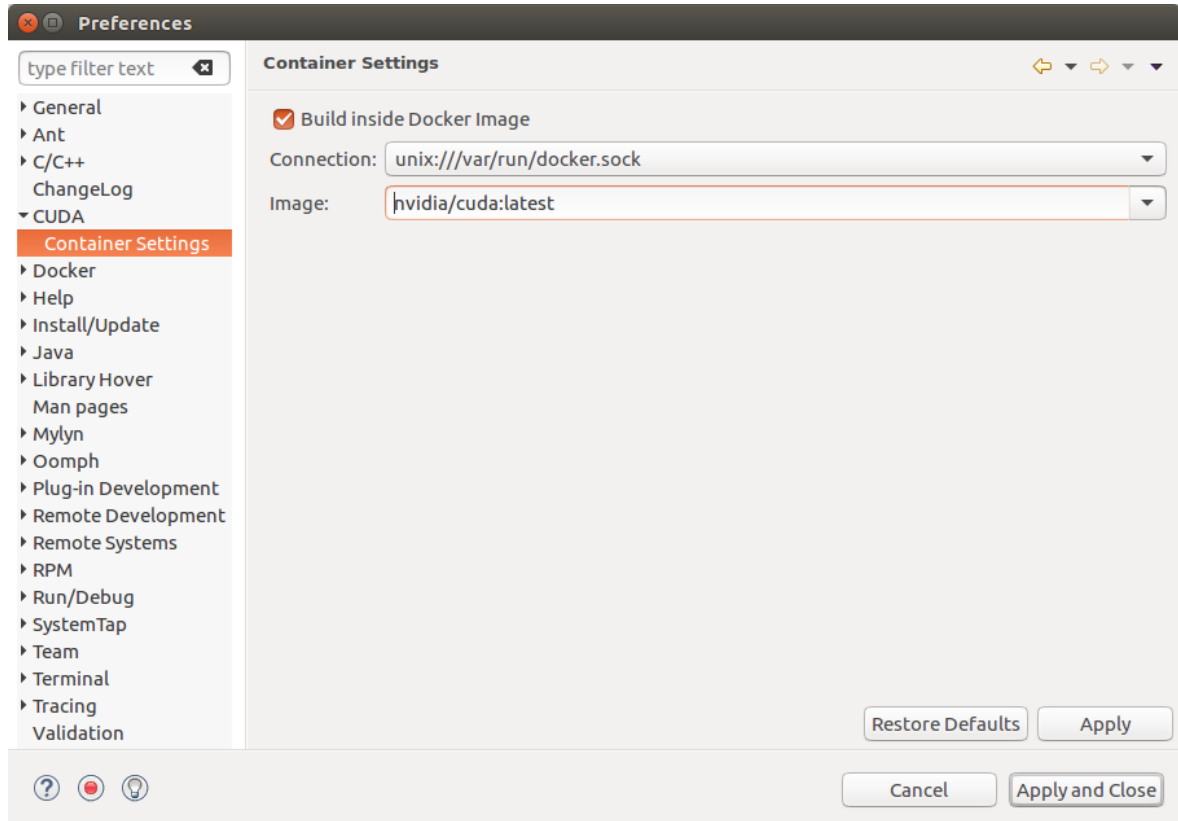 Preferences
type filter text
General
Ant
C/C++
ChangeLog
CUDA
Container Settings
Docker
Help
Install/Update
Java
Library Hover
Man pages
Mylyn
Oomph
Plug-in Development
Remote Development
Remote Systems
RPM
Run/Debug
SystemTap
Team
Terminal
Tracing
Validation
Container Settings
Build inside Docker Image
Connection: unix:///var/run/docker.sock
Image: nvidia/cuda:latest
Restore Defaults Apply
? Cancel Apply and Close